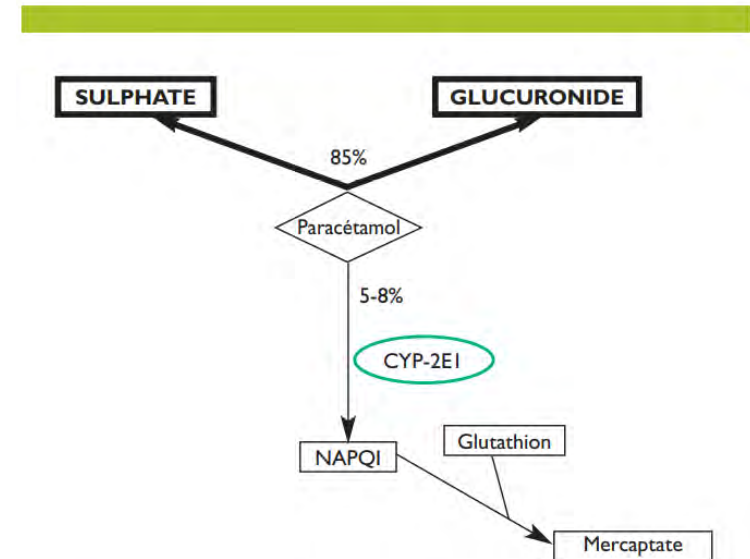 SULPHATE
GLUCURONIDE
85%
Paracétamol
5-8%
CYP-2E1
Glutathion
NAPQI
Mercaptate